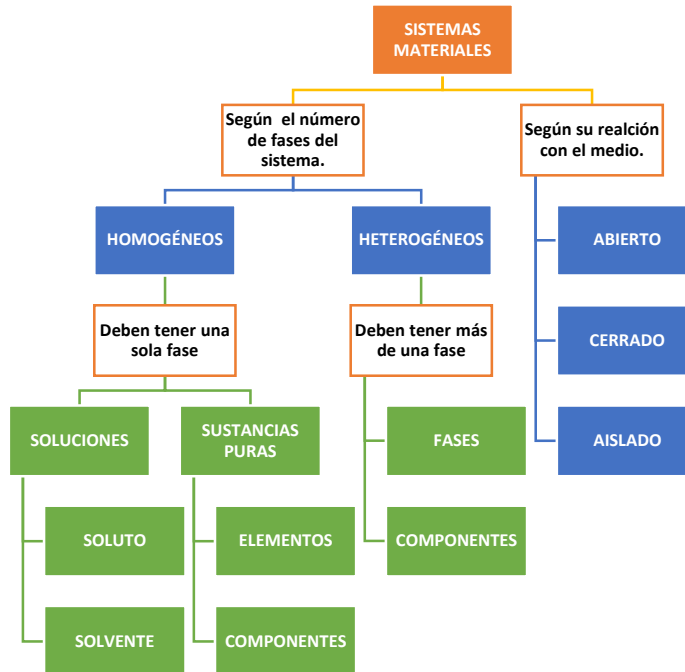 SISTEMAS
MATERIALES
Según el número
de fases del
sistema.
Según su realción
con el medio.
HOMOGÉNEOS
HETEROGÉNEOS
ABIERTO
Deben tener una
sola fase
Deben tener más
de una fase
CERRADO
SOLUCIONES
SUSTANCIAS
PURAS
FASES
AISLADO
SOLUTO
ELEMENTOS
COMPONENTES
SOLVENTE
COMPONENTES